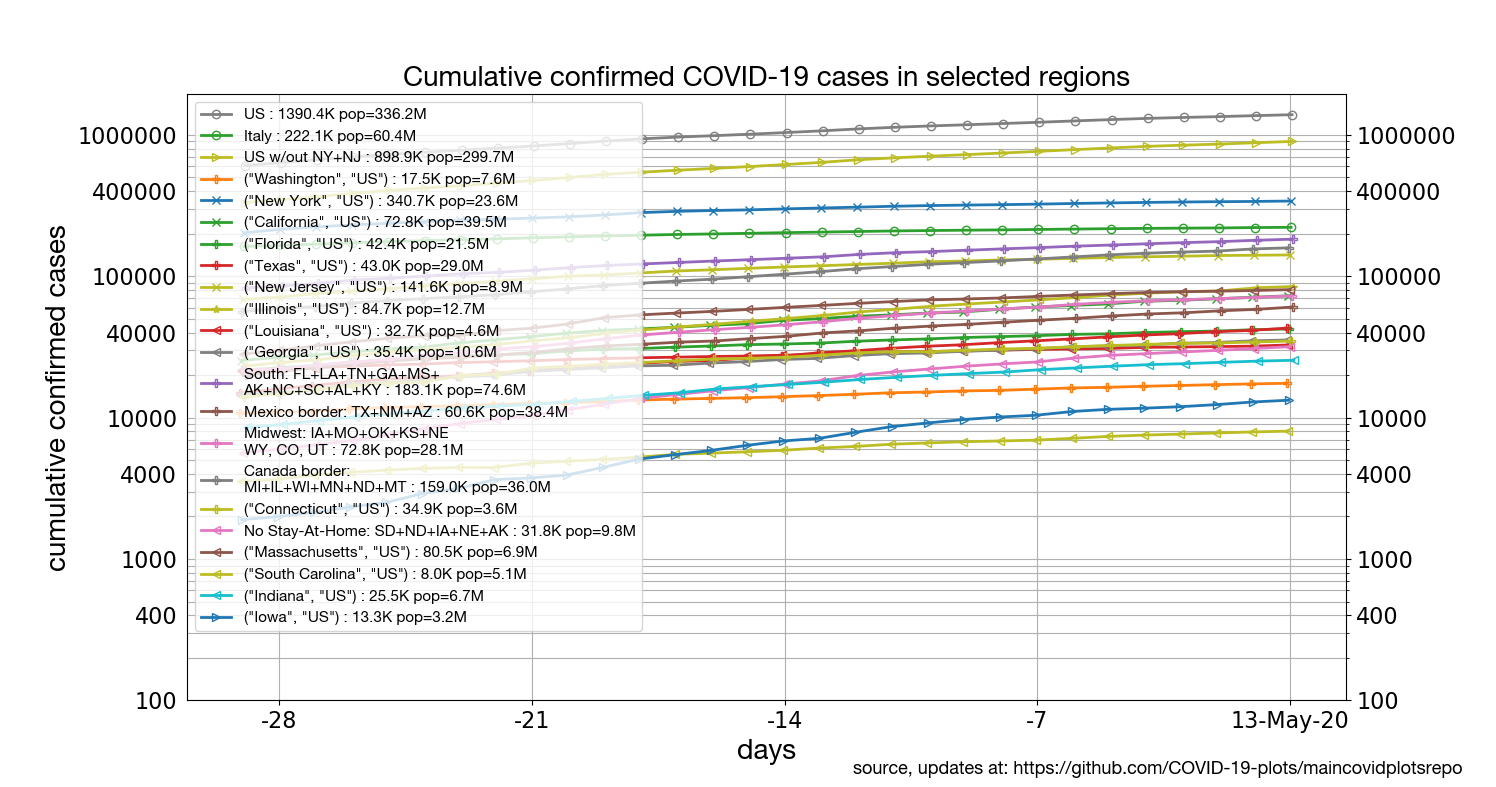 Cumulative confirmed COVID-19 cases in selected regions
cumulative confirmed cases
1000000
400000
100000
40000
10000
4000
1000
400
100
US : 1390.4K pop=336.2M
Italy : 222.1K pop=60.4M
US w/out NY+NJ : 898.9K pop=299.7M
("Washington", "US") : 17.5K pop=7.6M
("New York", "US") : 340.7K pop=23.6M
("California", "US") : 72.8K pop=39.5M
("Florida", "US") : 42.4K pop=21.5M
("Texas", "US") : 43.0K pop=29.0M
("New Jersey", "US") : 141.6K pop=8.9M
("Illinois", "US") : 84.7K pop=12.7M
("Louisiana", "US") : 32.7K pop=4.6M
("Georgia", "US") : 35.4K pop=10.6M
South: FL+LA+TN+GA+MS+
AK+NC+SC+AL+KY : 183.1K pop=74.6M
Mexico border: TX+NM+AZ : 60.6K pop=38.4M
Midwest: IA+MO+OK+KS+NE
WY, CO, UT : 72.8K pop=28.1M
Canada border:
MI+IL+WI+MN+ND+MT : 159.0K pop=36.0M
("Connecticut", "US") : 34.9K pop=3.6M
No Stay-At-Home: SD+ND+IA+NE+AK : 31.8K pop=9.8M
("Massachusetts", "US") : 80.5K pop=6.9M
("South Carolina", "US") : 8.0K pop=5.1M
("Indiana", "US") : 25.5K pop=6.7M
("Iowa", "US") : 13.3K pop=3.2M
1000000
400000
100000
40000
10000
4000
1000
400
100
-28 -21 -14 -7 13-May-20
days
source, updates at: https://github.com/COVID-19-plots/maincovidplotsrepo